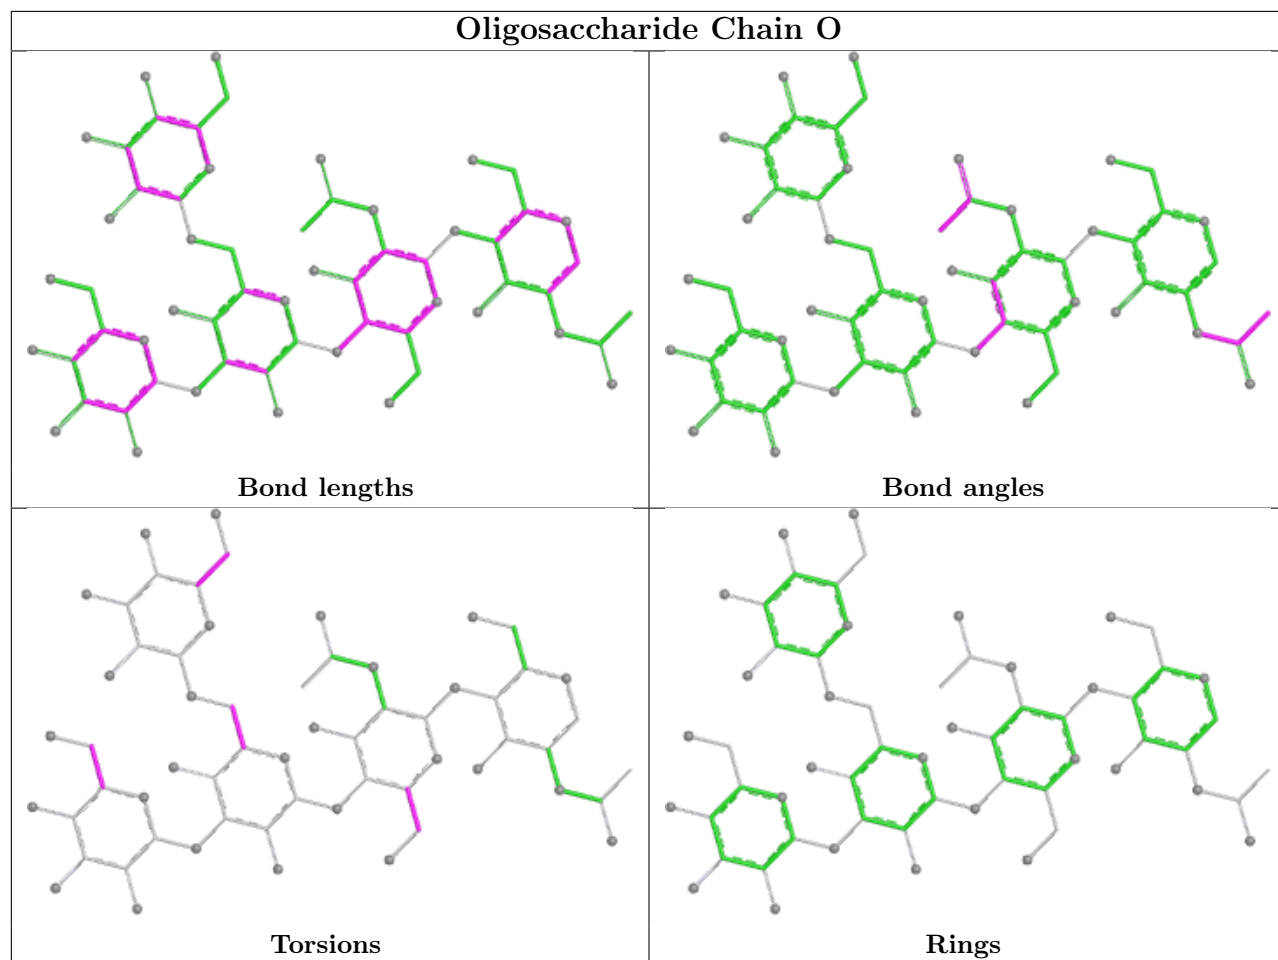 Oligosaccharide Chain O
Bond lengths
Bond angles
Torsions
Rings